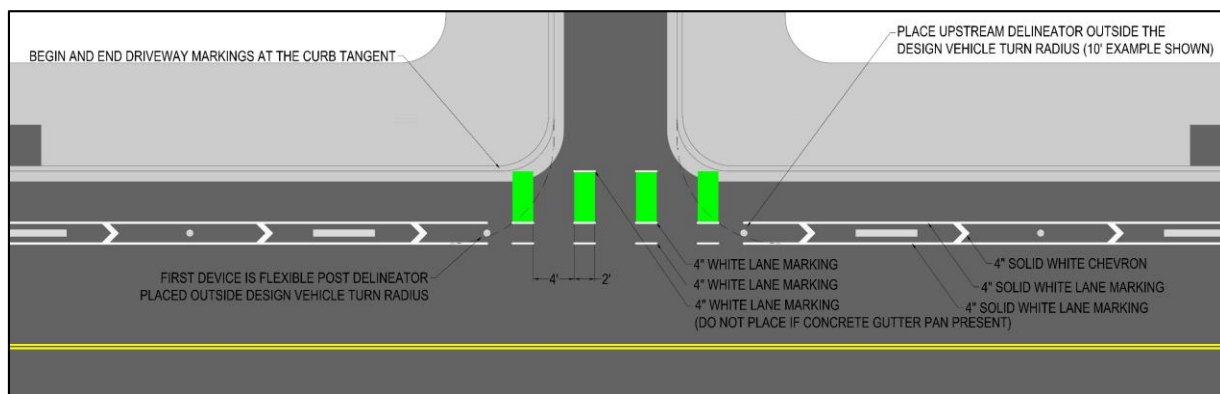 PLACE UPSTREAM DELINEATOR OUTSIDE THE
DESIGN VEHICLE TURN RADIUS (10' EXAMPLE SHOWN)
BEGIN AND END DRIVEWAY MARKINGS AT THE CURB TANGENT
FIRST DEVICE IS FLEXIBLE POST DELINEATOR
PLACED OUTSIDE DESIGN VEHICLE TURN RADIUS
4'
2'
4" WHITE LANE MARKING
4" WHITE LANE MARKING
4" WHITE LANE MARKING
(DO NOT PLACE IF CONCRETE GUTTER PAN PRESENT)
4" SOLID WHITE CHEVRON
4" SOLID WHITE LANE MARKING
4" SOLID WHITE LANE MARKING